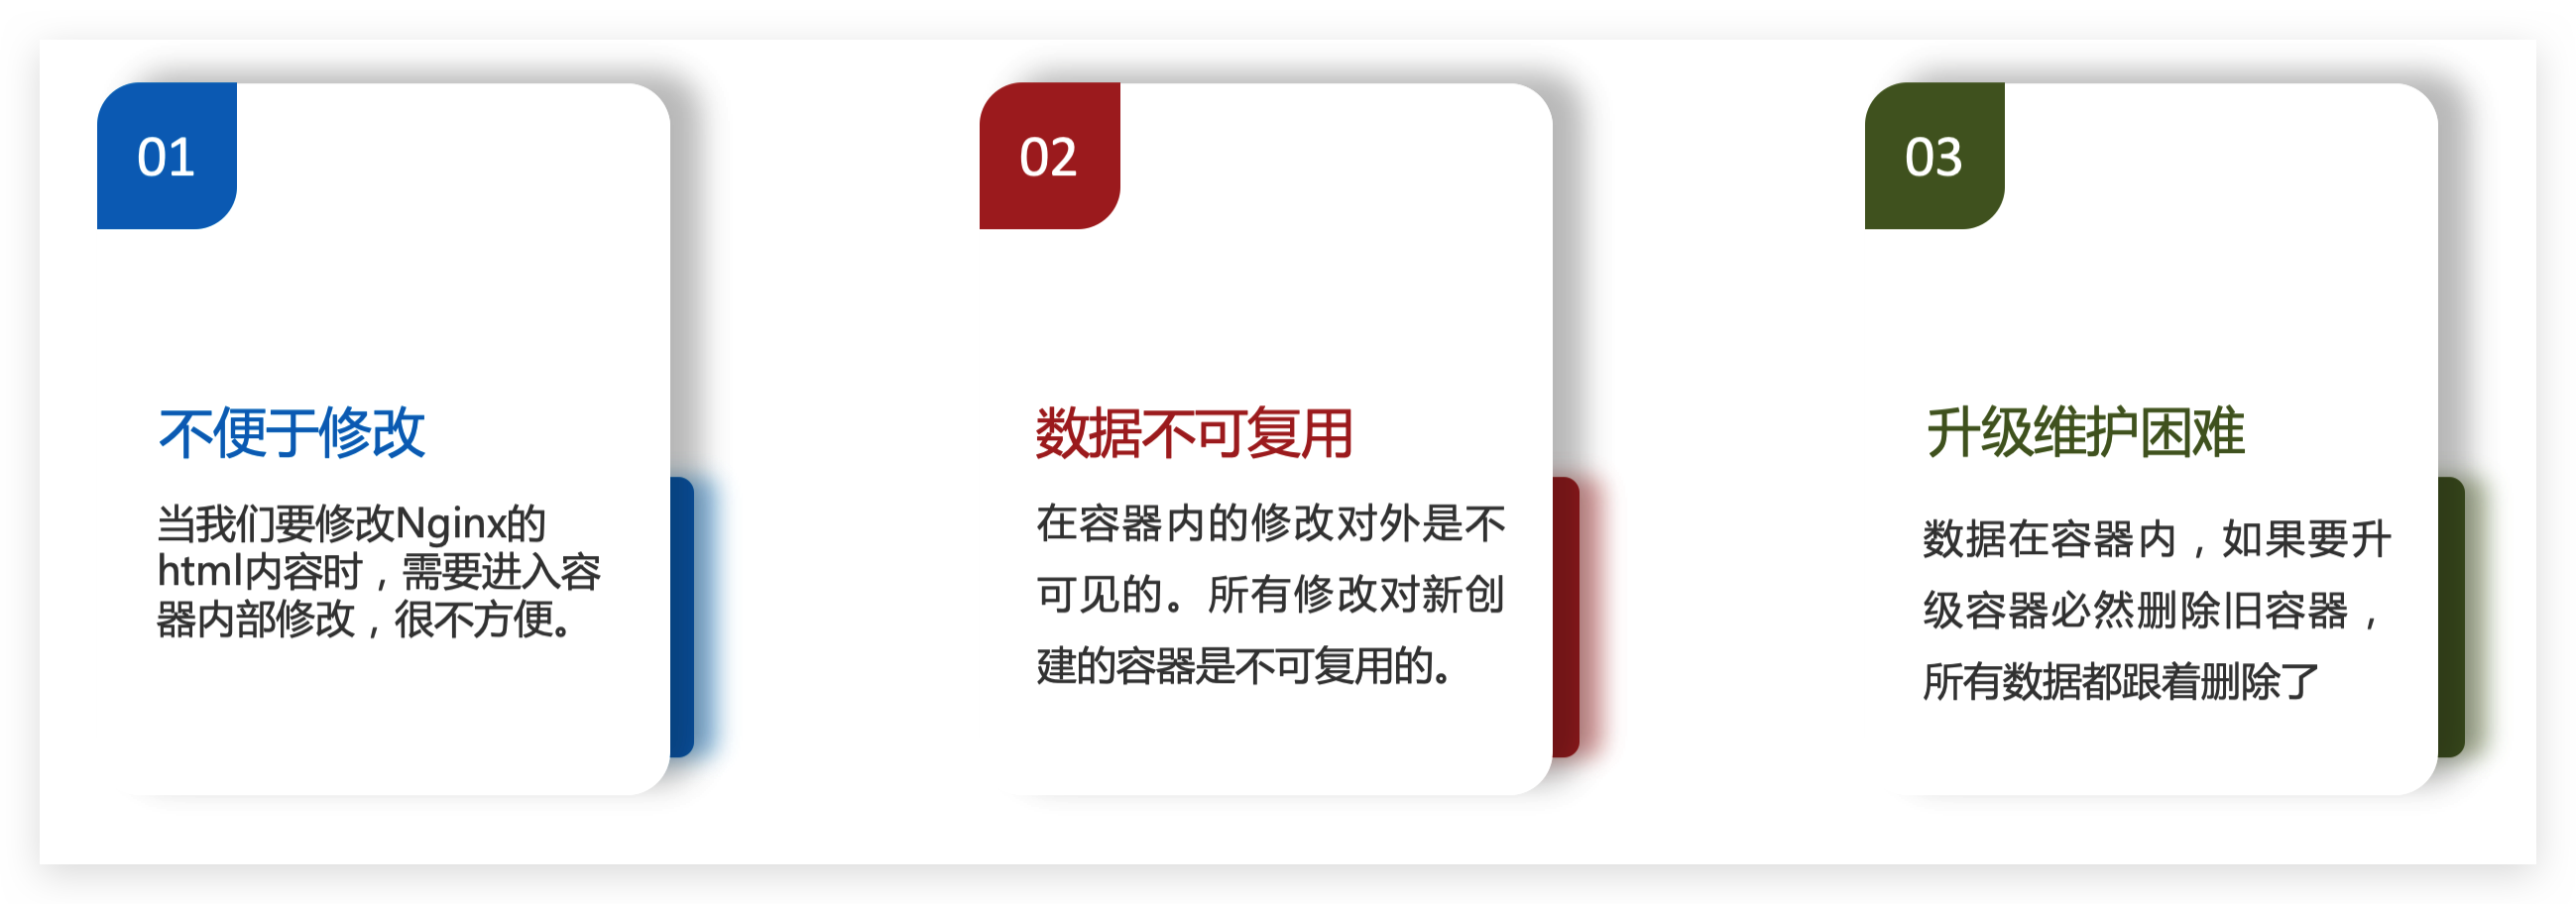 01
不便于修改
当我们要修改Nginx的
html内容时，需要进入容
器内部修改，很不方便。
02
数据不可复用
在容器内的修改对外是不
可见的。所有修改对新创
建的容器是不可复用的。
03
升级维护困难
数据在容器内，如果要升
级容器必然删除旧容器，
所有数据都跟着删除了